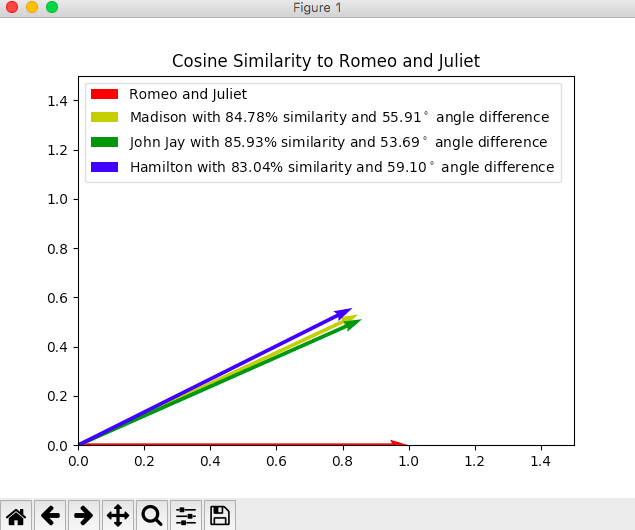 Figure 1
Cosine Similarity to Romeo and Juliet
Romeo and Juliet
Madison with 84.78% similarity and 55.91° angle difference
John Jay with 85.93% similarity and 53.69° angle difference
Hamilton with 83.04% similarity and 59.10° angle difference
1.4
1.2
1.0
0.8
0.6
0.4
0.2
0.0
0.0 0.2 0.4 0.6 0.8 1.0 1.2 1.4